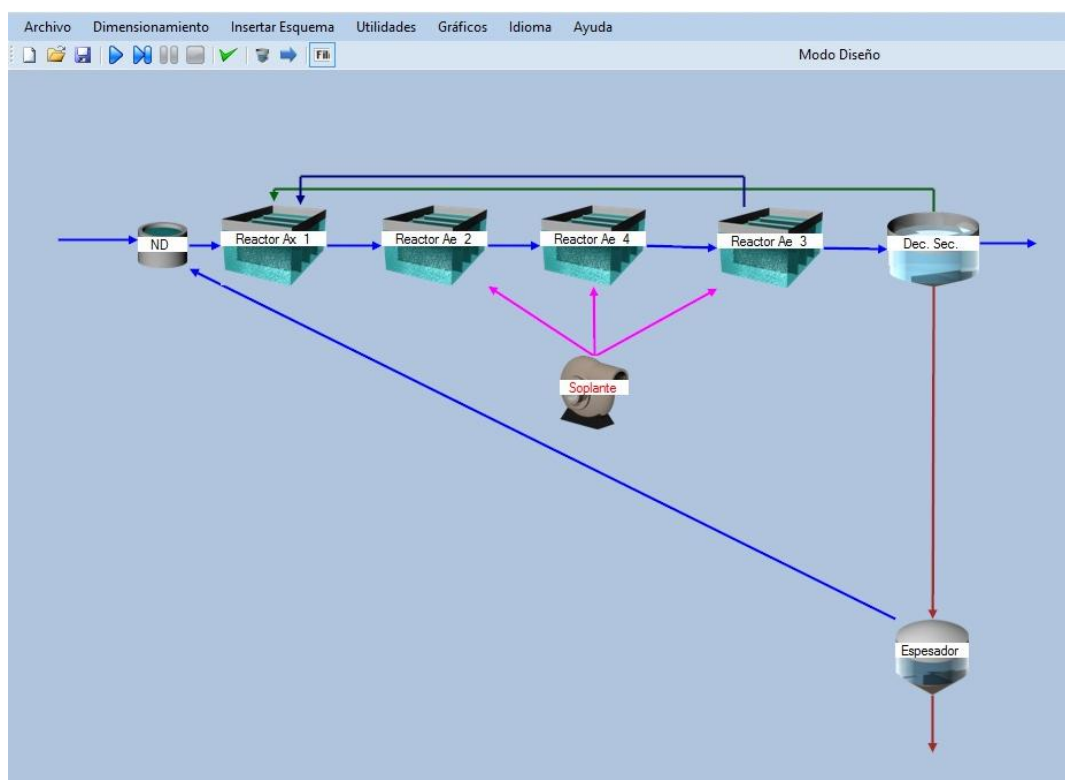 Archivo Dimensionamiento Insertar Esquema Utilidades Gráficos Idioma Ayuda
Modo Diseño
ND
Reactor Ax 1
Reactor Ae 2
Reactor Ae 4
Reactor Ae 3
Dec. Sec.
Soplante
Espesador